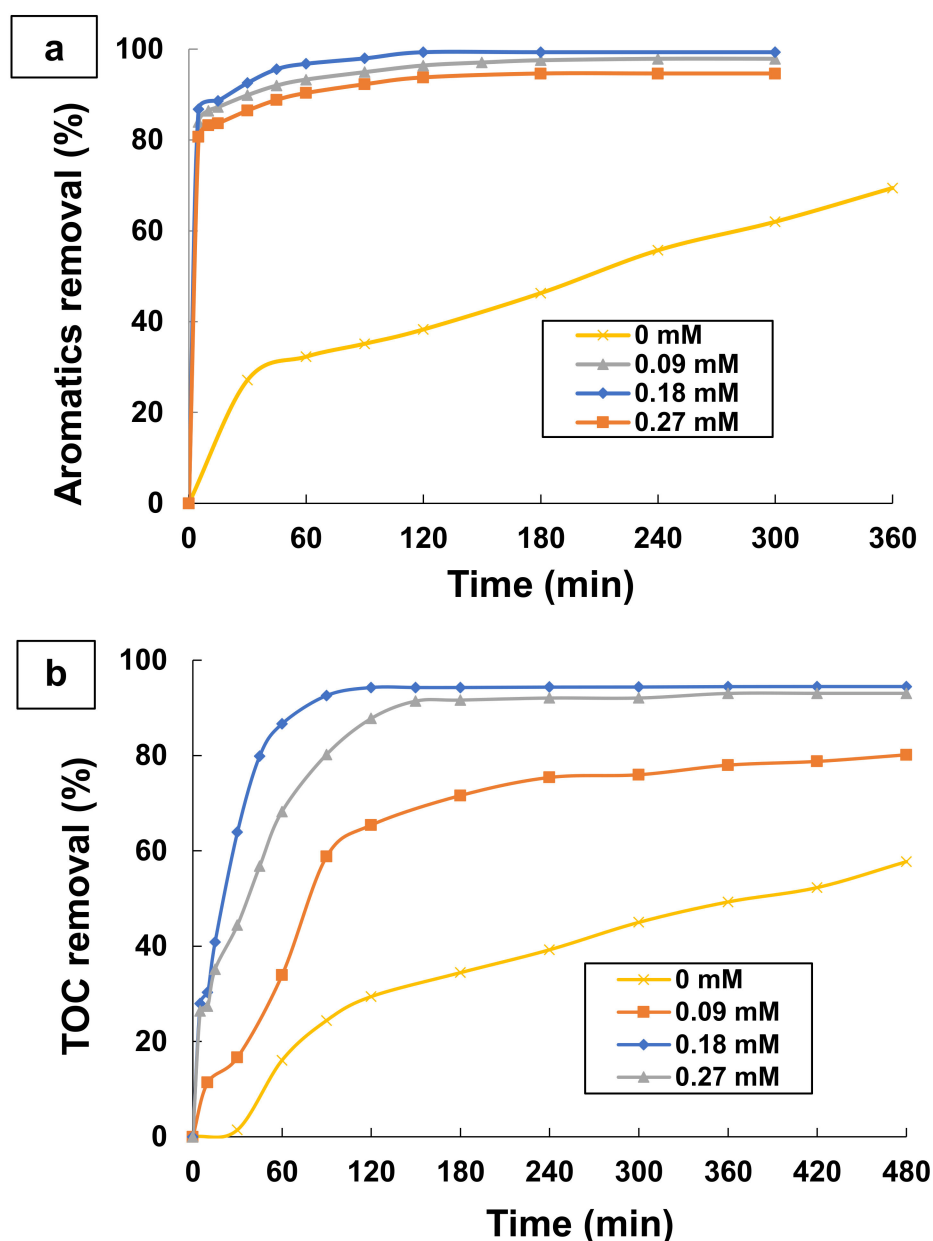 a
Aromatics removal (%)
100
80
60
40
20
0
0 mM
0.09 mM
0.18 mM
0.27 mM
0 60 120 180 240 300 360
Time (min)
b
TOC removal (%)
100
80
60
40
20
0
0 mM
0.09 mM
0.18 mM
0.27 mM
0 60 120 180 240 300 360 420 480
Time (min)